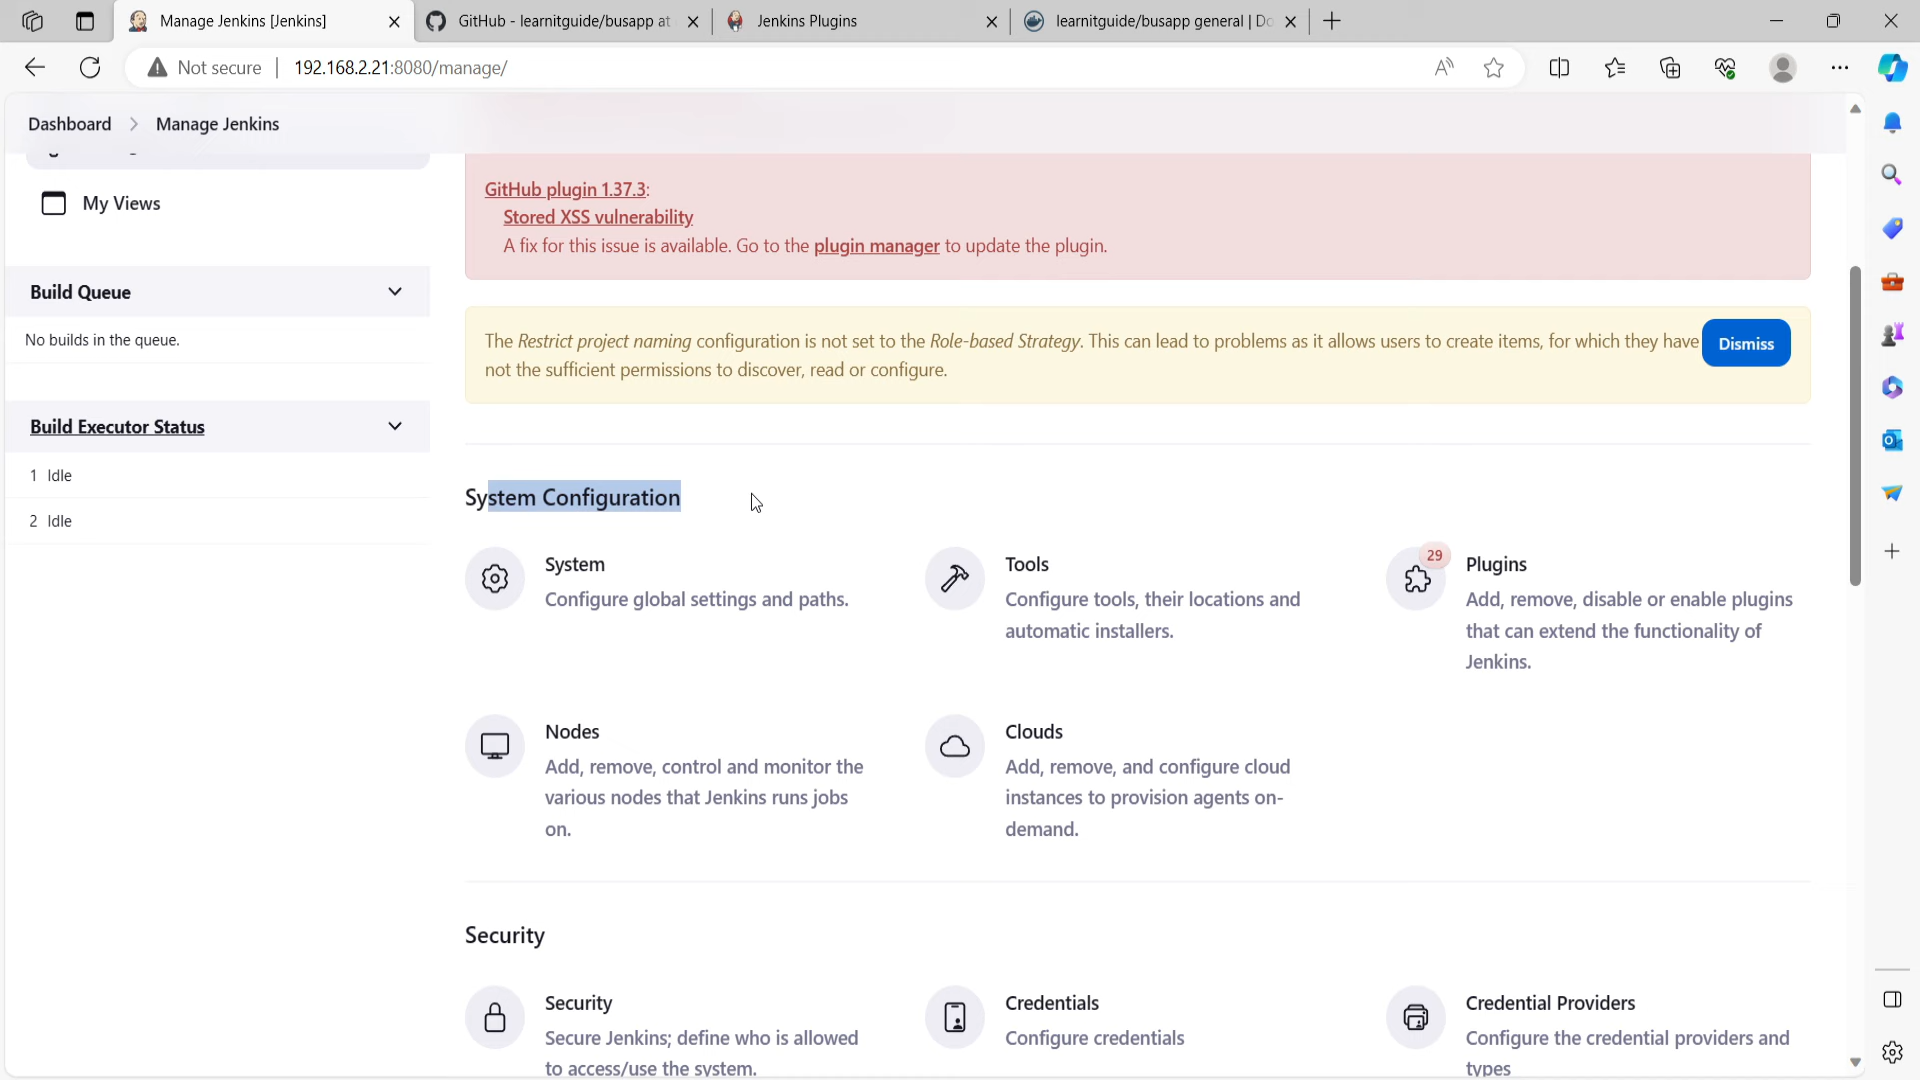 Manage Jenkins [Jenkins]
GitHub - learnitguide/busapp at
Jenkins Plugins
learnitguide/busapp general | Do
Not secure
192.168.2.21:8080/manage/
Dashboard > Manage Jenkins
My Views
Build Queue
No builds in the queue.
Build Executor Status
1 Idle
2 Idle
GitHub plugin 1.37.3:
Stored XSS vulnerability
A fix for this issue is available. Go to the plugin manager to update the plugin.
The Restrict project naming configuration is not set to the Role-based Strategy. This can lead to problems as it allows users to create items, for which they have
not the sufficient permissions to discover, read or configure.
Dismiss
System Configuration
System
Configure global settings and paths.
Tools
Configure tools, their locations and
automatic installers.
29
Plugins
Add, remove, disable or enable plugins
that can extend the functionality of
Jenkins.
Nodes
Add, remove, control and monitor the
various nodes that Jenkins runs jobs
on.
Clouds
Add, remove, and configure cloud
instances to provision agents on-
demand.
Security
Security
Secure Jenkins; define who is allowed
to access/use the system.
Credentials
Configure credentials
Credential Providers
Configure the credential providers and
types